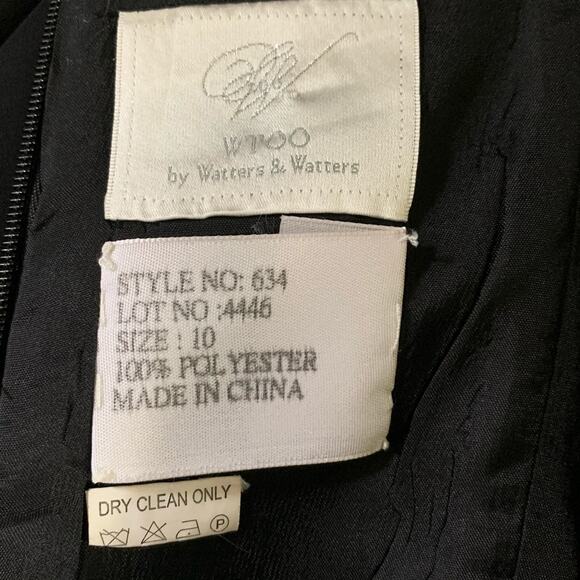 WTOO
by Watters & Watters
STYLE NO: 634
LOT NO :4446
SIZE : 10
100% POLYESTER
MADE IN CHINA
DRY CLEAN ONLY
P